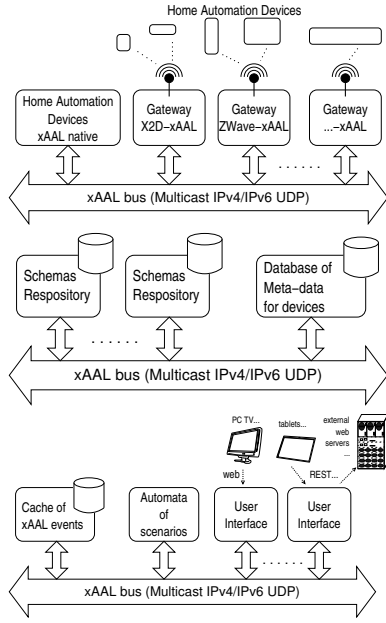 Home Automation Devices
Home Automation
Devices
xAAL native
Gateway
X2D−xAAL
Gateway
ZWave−xAAL
Gateway
...−xAAL
......
xAAL bus (Multicast IPv4/IPv6 UDP)
Schemas
Respository
Schemas
Respository
Database of
Meta−data
for devices
......
xAAL bus (Multicast IPv4/IPv6 UDP)
PC TV...
tablets...
external
web
servers
...
web
REST...
Cache of
xAAL events
Automata
of
scenarios
User
Interface
User
Interface
......
xAAL bus (Multicast IPv4/IPv6 UDP)